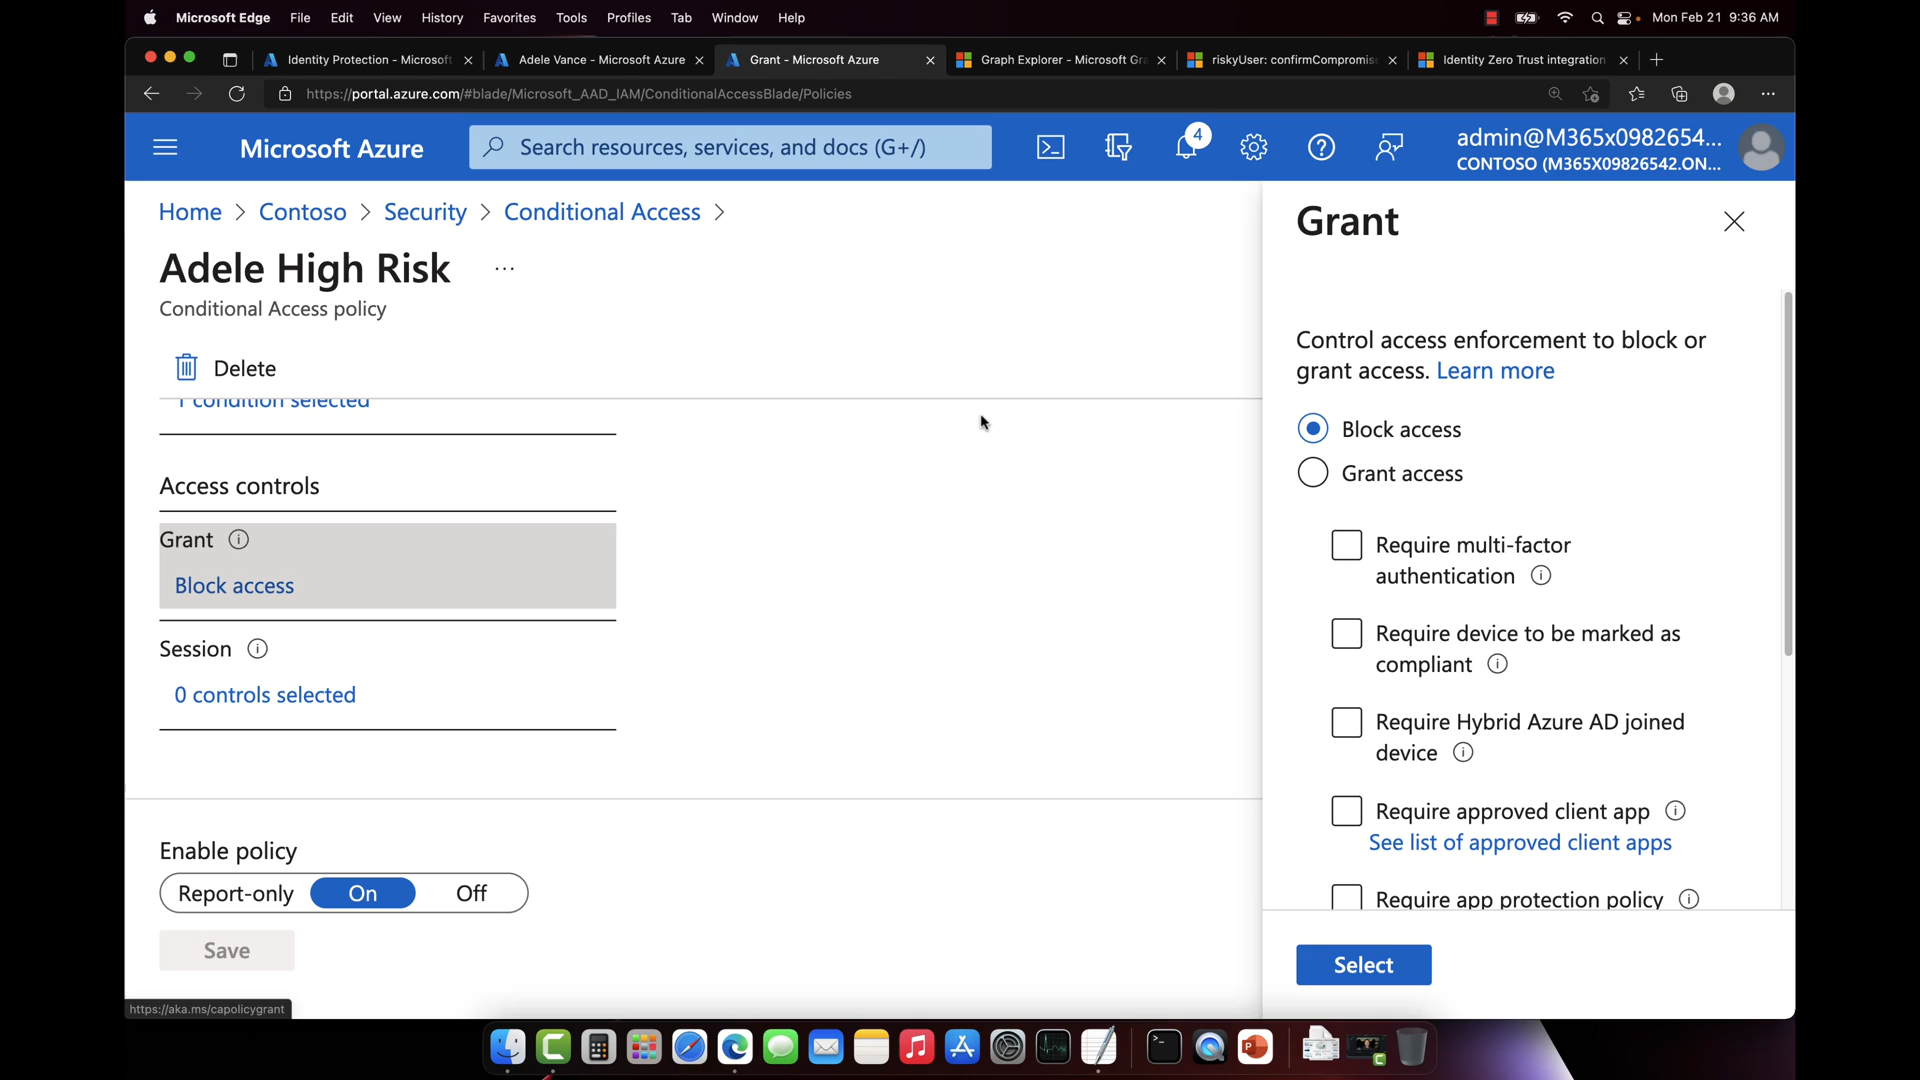 Microsoft Edge File Edit View History Favorites Tools Profiles Tab Window Help Mon Feb 21 9:36 AM
Identity Protection - Microsoft
Adele Vance - Microsoft Azure
Grant - Microsoft Azure
Graph Explorer - Microsoft Gra
riskyUser: confirmCompromise
Identity Zero Trust integration
https://portal.azure.com/#blade/Microsoft_AAD_IAM/ConditionalAccessBlade/Policies
Microsoft Azure
Search resources, services, and docs (G+/)
4
admin@M365x0982654...
CONTOSO (M365X09826542.ON...
Home > Contoso > Security > Conditional Access >
Adele High Risk ...
Conditional Access policy
Delete
1 condition selected
Access controls
Grant
Block access
Session
0 controls selected
Enable policy
Report-only On Off
Save
https://aka.ms/capolicygrant
Grant
Control access enforcement to block or
grant access. Learn more
Block access
Grant access
Require multi-factor
authentication
Require device to be marked as
compliant
Require Hybrid Azure AD joined
device
Require approved client app
See list of approved client apps
Require app protection policy
Select